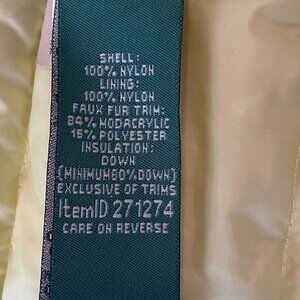 SHELL:
100% NYLON
LINING:
100% NYLON
FAUX FUR TRIM:
84% MODACRYLIC
16% POLYESTER
INSULATION:
DOWN
(MINIMUM80%DOWN)
EXCLUSIVE OF TRIMS
ItemID 271274
CARE ON REVERSE